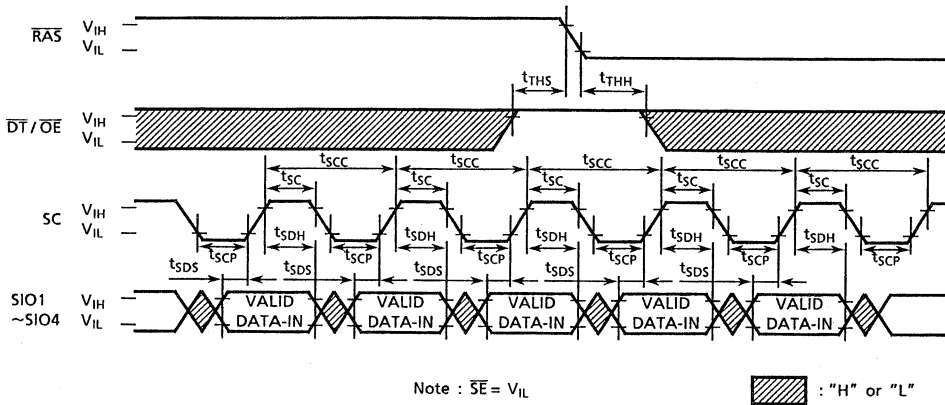 RAS VIH
VIL
tTHS tTHH
DT / OE VIH
VIL
tSCC tSCC tSCC tSCC tSCC
tSC tSC tSC tSC tSC
SC VIH
VIL
tSCP tSDH tSCP tSDH tSCP tSDH tSCP tSDH tSCP tSDH tSCP
tSDS tSDS tSDS tSDS tSDS
SIO1 VIH VALID VALID VALID VALID VALID
~SIO4 VIL DATA-IN DATA-IN DATA-IN DATA-IN DATA-IN
Note : SE = VIL : "H" or "L"